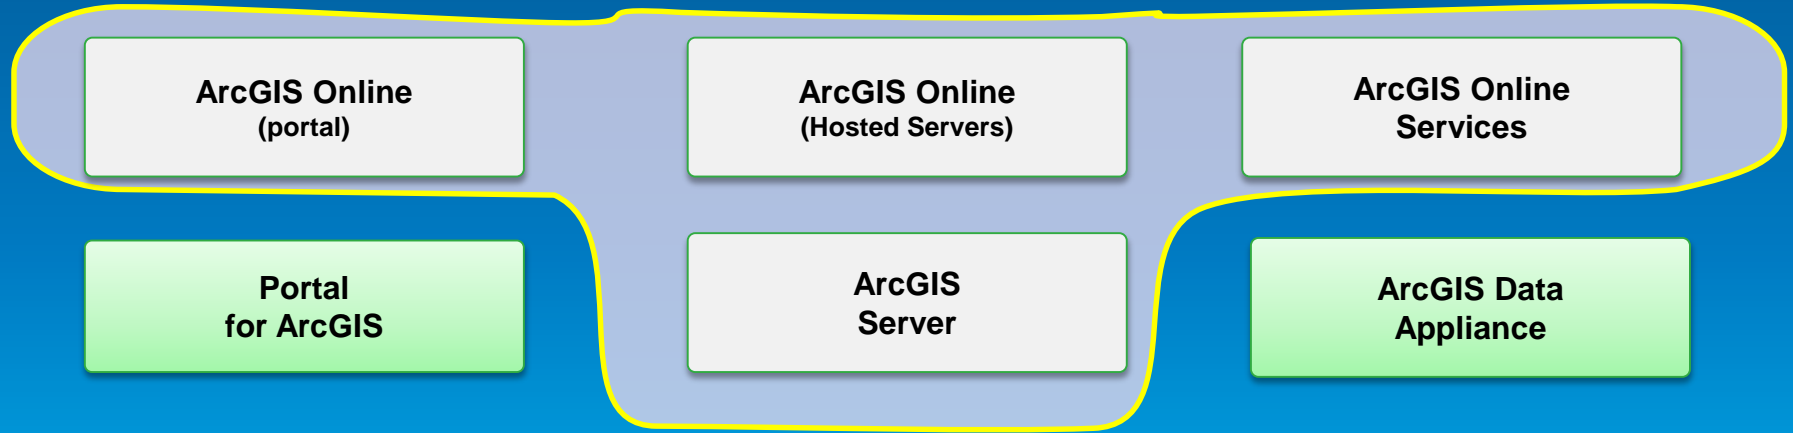 ArcGIS Online
(portal)
ArcGIS Online
(Hosted Servers)
ArcGIS Online
Services
Portal
for ArcGIS
ArcGIS
Server
ArcGIS Data
Appliance